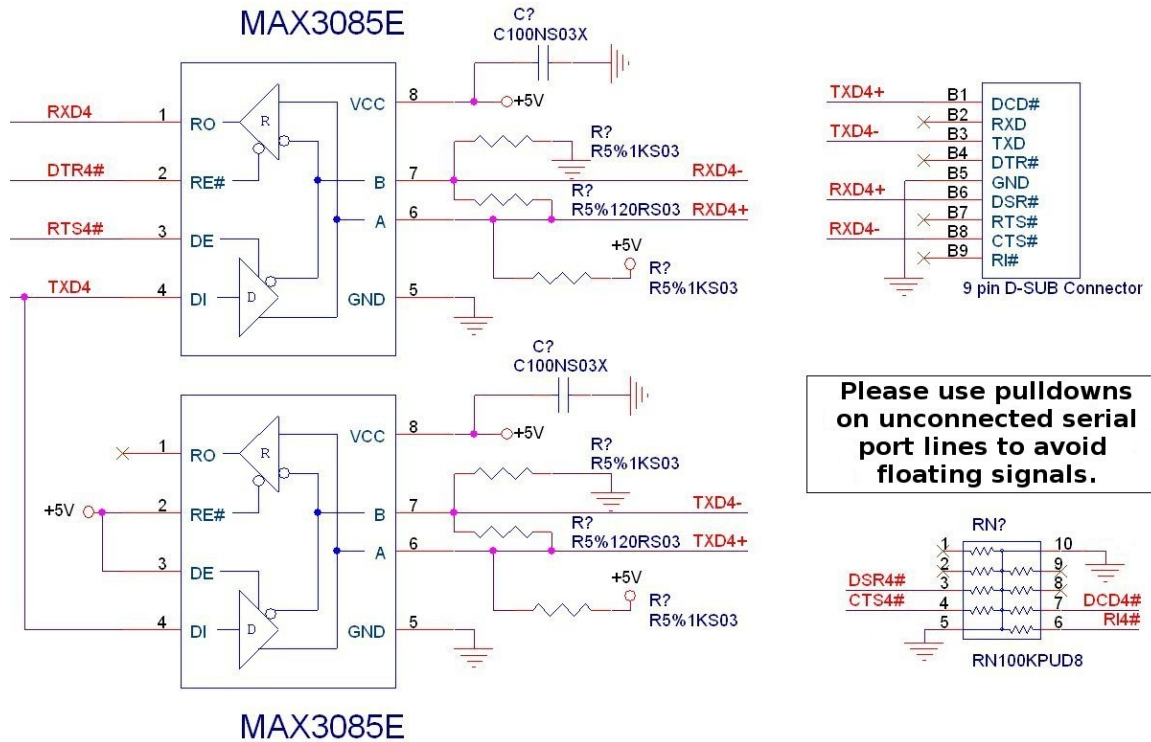 MAX3085E
C?
C100NS03X
+5V
RXD4
1
RO
R
VCC
8
R?
R5%1KS03
DTR4#
2
RE#
B
7
RXD4-
R?
R5%120RS03
RXD4+
A
6
RTS4#
3
DE
+5V
R?
R5%1KS03
TXD4
4
DI
D
GND
5
C?
C100NS03X
+5V
1
RO
R
VCC
8
R?
R5%1KS03
+5V
2
RE#
B
7
TXD4-
R?
R5%120RS03
TXD4+
A
6
3
DE
+5V
R?
R5%1KS03
4
DI
D
GND
5
MAX3085E
TXD4+
B1
DCD#
B2
RXD
TXD4-
B3
TXD
B4
DTR#
B5
GND
RXD4+
B6
DSR#
B7
RTS#
RXD4-
B8
CTS#
B9
RI#
9 pin D-SUB Connector
Please use pulldowns
on unconnected serial
port lines to avoid
floating signals.
RN?
1
10
2
9
DSR4#
3
8
CTS4#
4
7
DCD4#
5
6
RI4#
RN100KPUD8